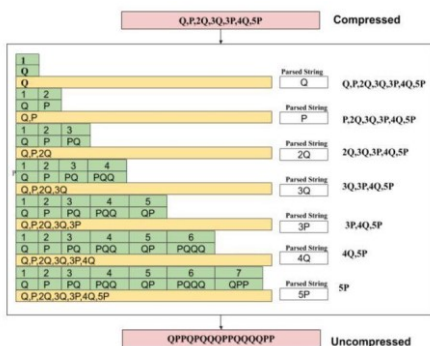 Q,P,2Q,3Q,3P,4Q,5P Compressed
1
Q Parsed String
Q Q Q,P,2Q,3Q,3P,4Q,5P
1 2
Q P Parsed String
Q,P P P,2Q,3Q,3P,4Q,5P
1 2 3
Q P PQ Parsed String
Q,P,2Q 2Q 2Q,3Q,3P,4Q,5P
1 2 3 4
Q P PQ PQQ Parsed String
Q,P,2Q,3Q 3Q 3Q,3P,4Q,5P
1 2 3 4 5
Q P PQ PQQ QP Parsed String
Q,P,2Q,3Q,3P 3P 3P,4Q,5P
1 2 3 4 5 6
Q P PQ PQQ QP PQQQ Parsed String
Q,P,2Q,3Q,3P,4Q 4Q 4Q,5P
1 2 3 4 5 6 7
Q P PQ PQQ QP PQQQ QPP Parsed String
Q,P,2Q,3Q,3P,4Q,5P 5P 5P
QPPQPQQQPPQQQQPP Uncompressed